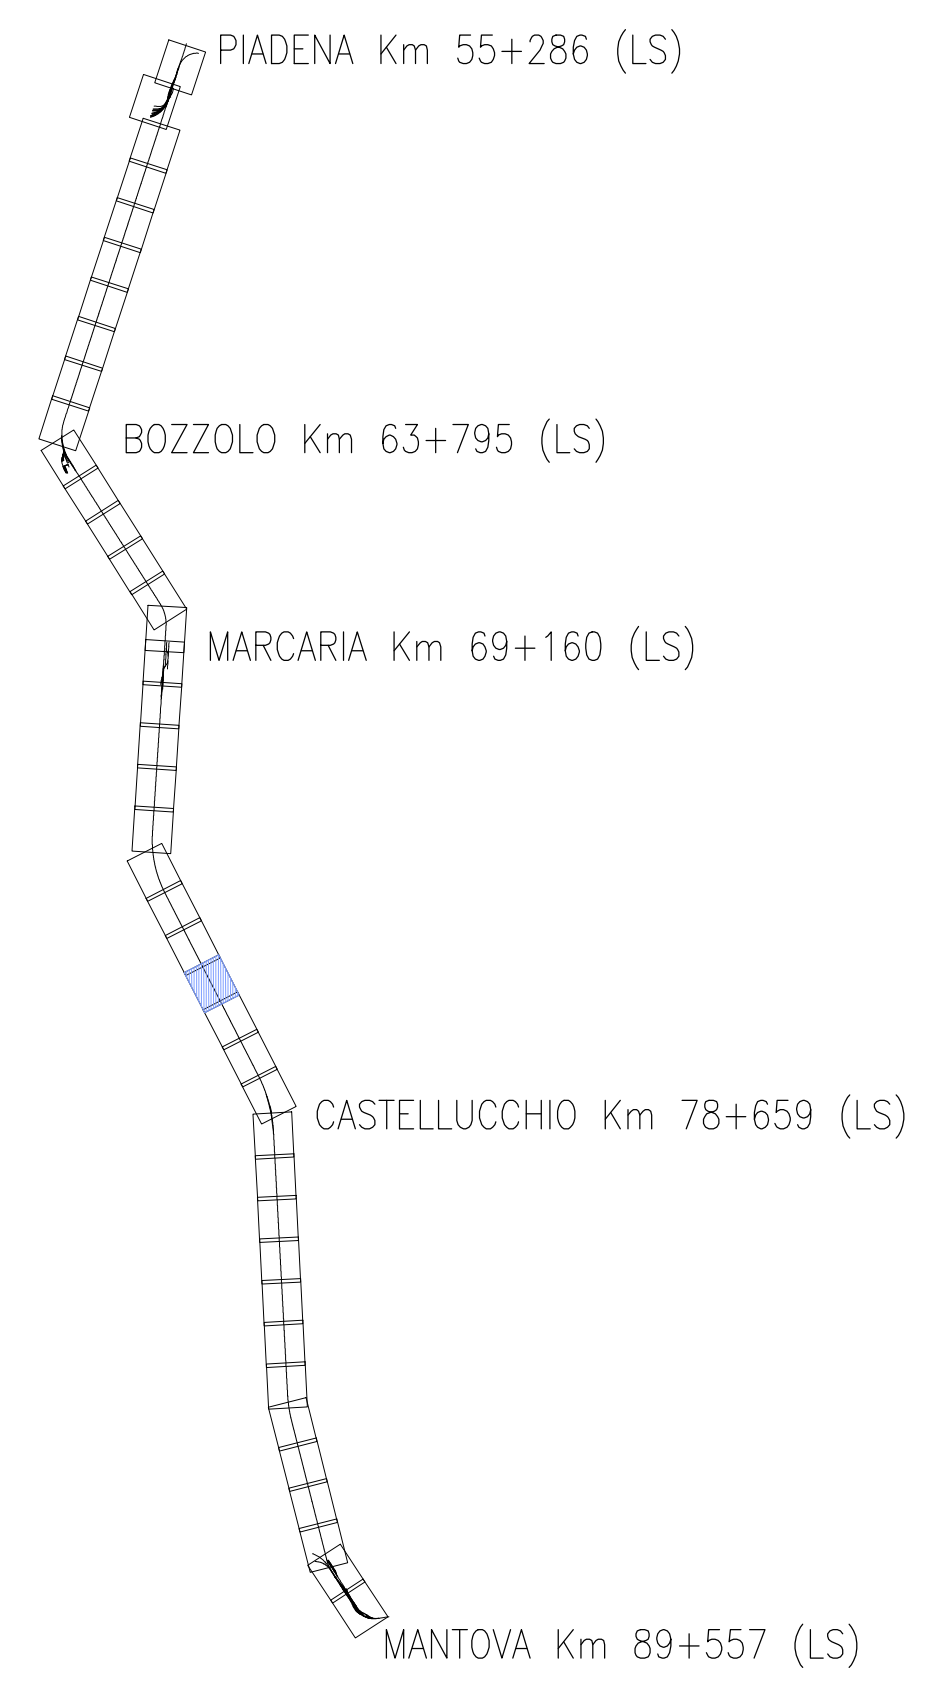 PIADENA Km 55+286 (LS)
BOZZOLO Km 63+795 (LS)
MARCARIA Km 69+160 (LS)
CASTELLUCCHIO Km 78+659 (LS)
MANTOVA Km 89+557 (LS)